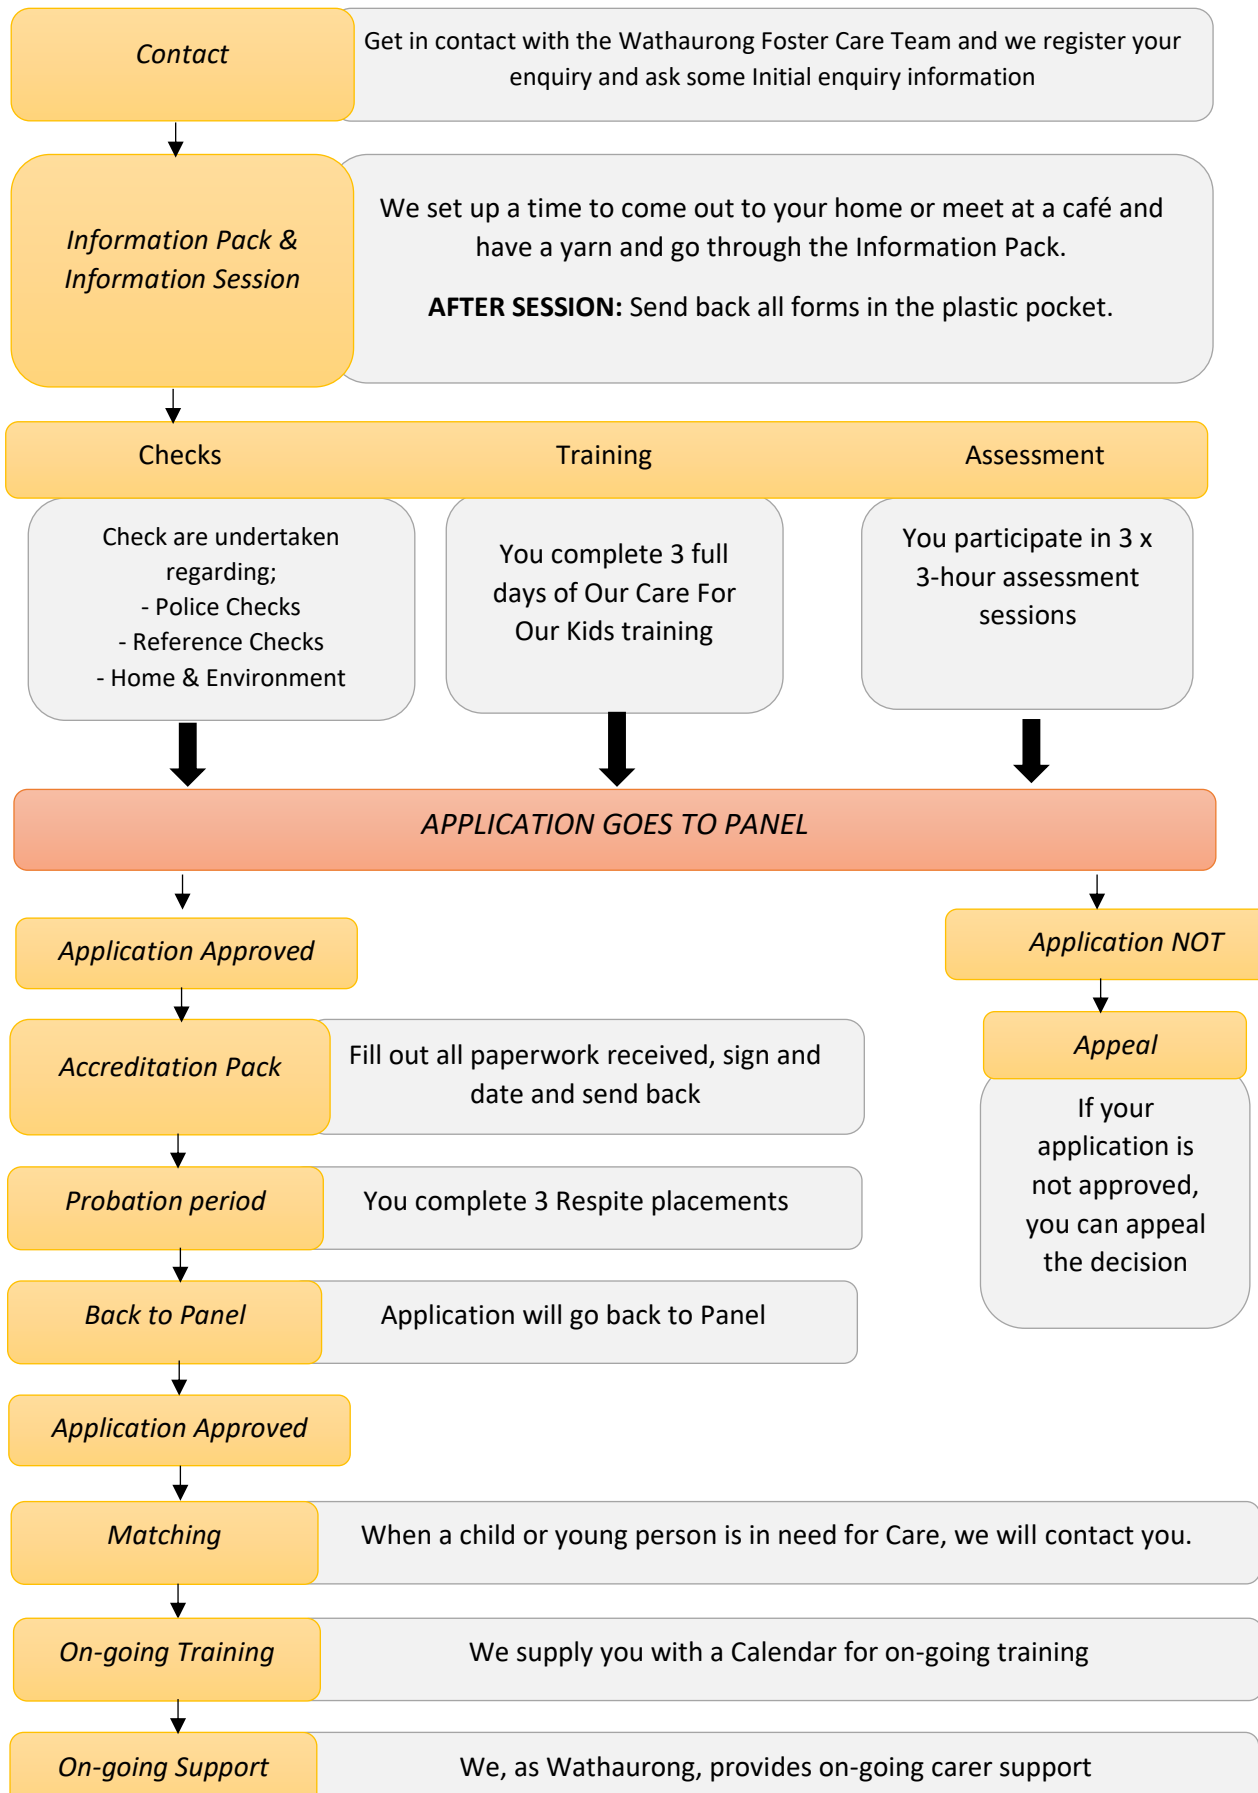 Contact
Get in contact with the Wathaurong Foster Care Team and we register your
enquiry and ask some Initial enquiry information
Information Pack &
Information Session
We set up a time to come out to your home or meet at a café and
have a yarn and go through the Information Pack.
AFTER SESSION: Send back all forms in the plastic pocket.
Checks
Training
Assessment
Check are undertaken
regarding;
- Police Checks
- Reference Checks
- Home & Environment
You complete 3 full
days of Our Care For
Our Kids training
You participate in 3 x
3-hour assessment
sessions
APPLICATION GOES TO PANEL
Application Approved
Accreditation Pack
Fill out all paperwork received, sign and
date and send back
Probation period
You complete 3 Respite placements
Back to Panel
Application will go back to Panel
Application Approved
Application NOT
Appeal
If your
application is
not approved,
you can appeal
the decision
Matching
When a child or young person is in need for Care, we will contact you.
On-going Training
We supply you with a Calendar for on-going training
On-going Support
We, as Wathaurong, provides on-going carer support